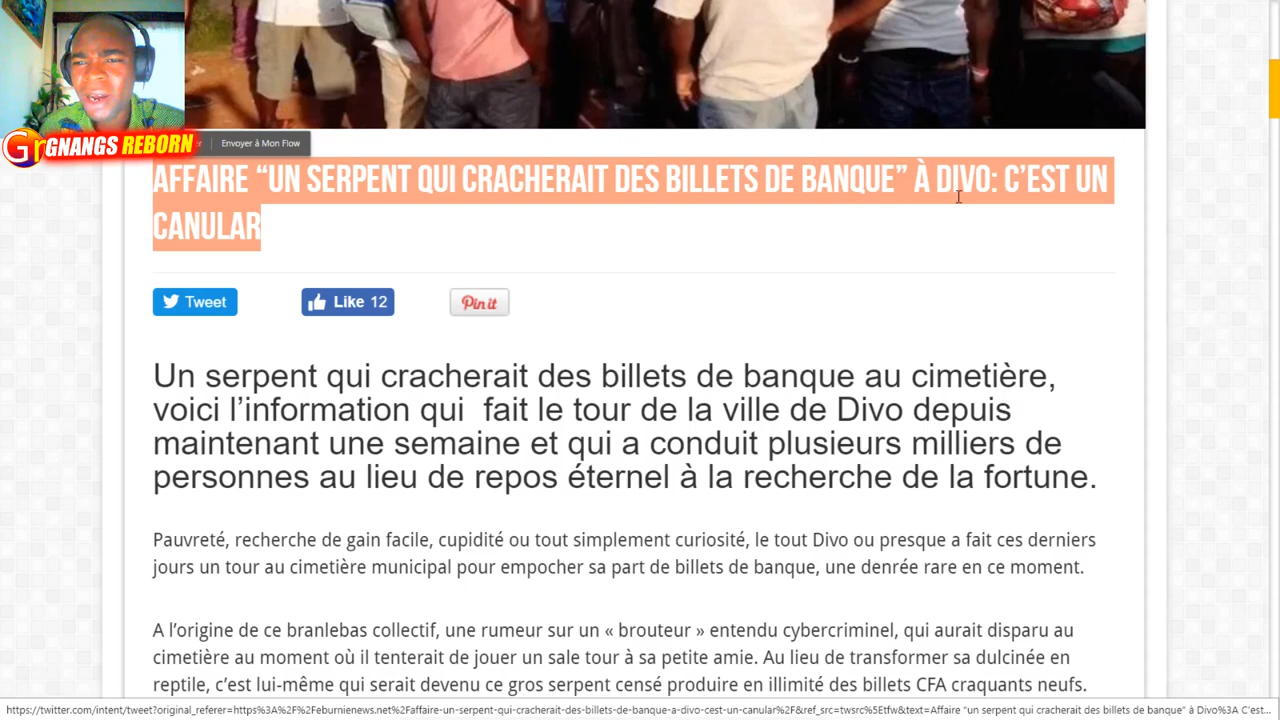 Gr GNANGS REBORN
er Envoyer à Mon Flow
AFFAIRE “UN SERPENT QUI CRACHERAIT DES BILLETS DE BANQUE” À DIVO: C’EST UN
CANULAR
Tweet Like 12 Pin it
Un serpent qui cracherait des billets de banque au cimetière,
voici l’information qui fait le tour de la ville de Divo depuis
maintenant une semaine et qui a conduit plusieurs milliers de
personnes au lieu de repos éternel à la recherche de la fortune.
Pauvreté, recherche de gain facile, cupidité ou tout simplement curiosité, le tout Divo ou presque a fait ces derniers
jours un tour au cimetière municipal pour empocher sa part de billets de banque, une denrée rare en ce moment.
A l’origine de ce branlebas collectif, une rumeur sur un « brouteur » entendu cybercriminel, qui aurait disparu au
cimetière au moment où il tenterait de jouer un sale tour à sa petite amie. Au lieu de transformer sa dulcinée en
reptile, c’est lui-même qui serait devenu ce gros serpent censé produire en illimité des billets CFA craquants neufs.
https://twitter.com/intent/tweet?original_referer=https%3A%2F%2Feburnienews.net%2Faffaire-un-serpent-qui-cracherait-des-billets-de-banque-a-divo-cest-un-canular%2F&ref_src=twsrc%5Etfw&text=Affaire "un serpent qui cracherait des billets de banque" à Divo%3A C'est...